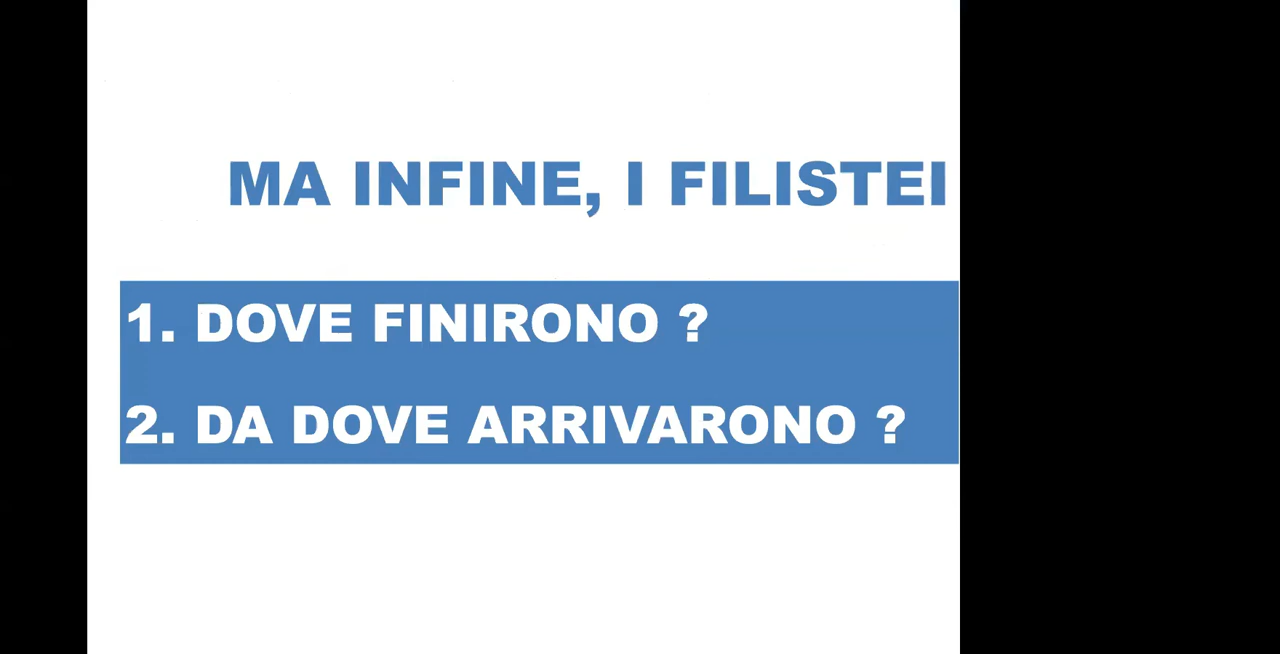 MA INFINE, I FILISTEI
1. DOVE FINIRONO ?
2. DA DOVE ARRIVARONO ?